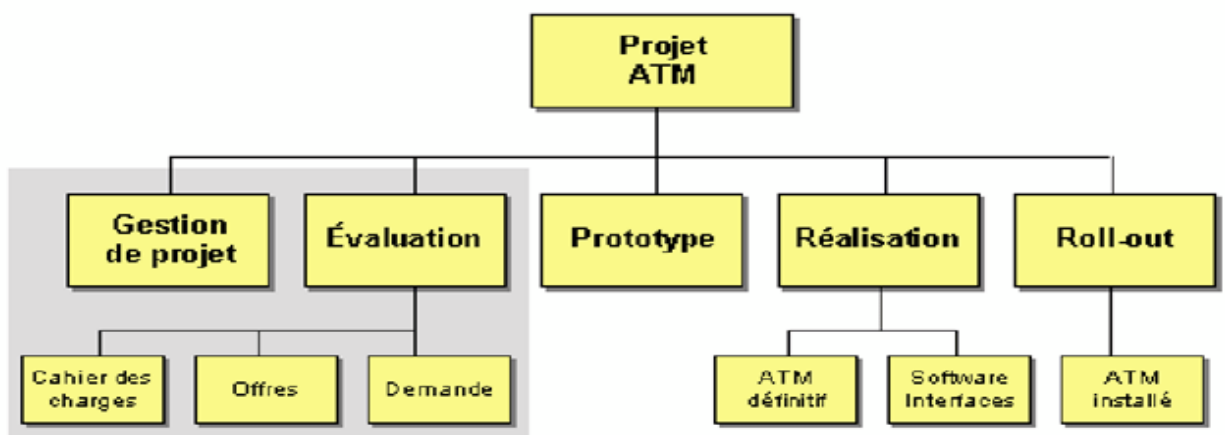 Projet
ATM
Gestion
de projet
Évaluation
Prototype
Réalisation
Roll-out
Cahier des
charges
Offres
Demande
ATM
définitif
Software
Interfaces
ATM
installé